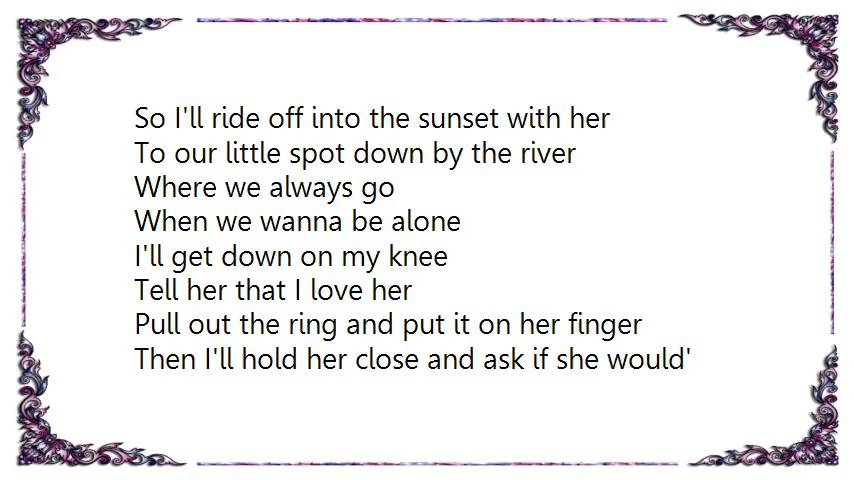 So I'll ride off into the sunset with her
To our little spot down by the river
Where we always go
When we wanna be alone
I'll get down on my knee
Tell her that I love her
Pull out the ring and put it on her finger
Then I'll hold her close and ask if she would'